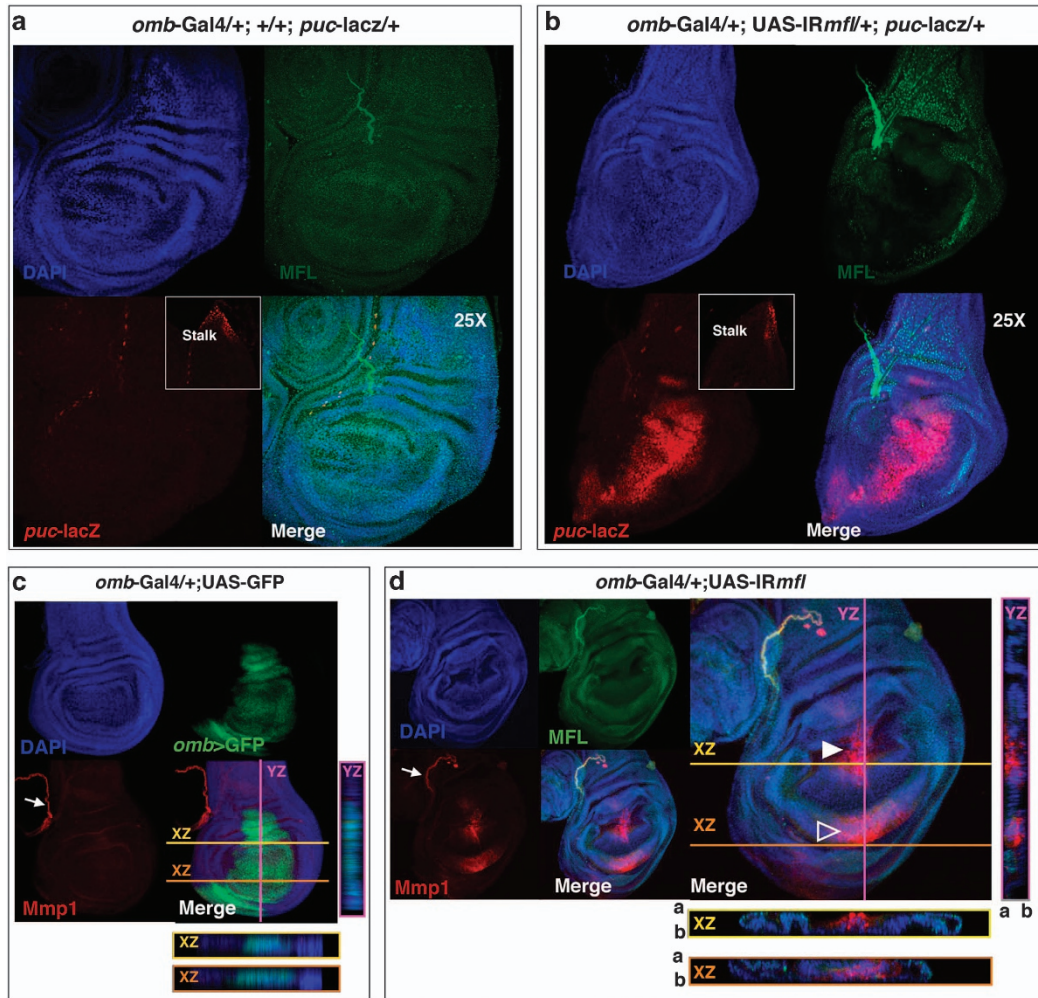 a
omb-Gal4/+; +/+; puc-lacz/+
DAPI
MFL
Stalk
25X
puc-lacZ
Merge
b
omb-Gal4/+; UAS-IRmfl/+; puc-lacz/+
DAPI
MFL
Stalk
25X
puc-lacZ
Merge
c
omb-Gal4/+;UAS-GFP
DAPI
omb>GFP
YZ
YZ
XZ
XZ
Mmp1
Merge
XZ
XZ
d
omb-Gal4/+;UAS-IRmfl
YZ
YZ
DAPI
MFL
XZ
XZ
Mmp1
Merge
Merge
a b
a
XZ
b
a
XZ
b